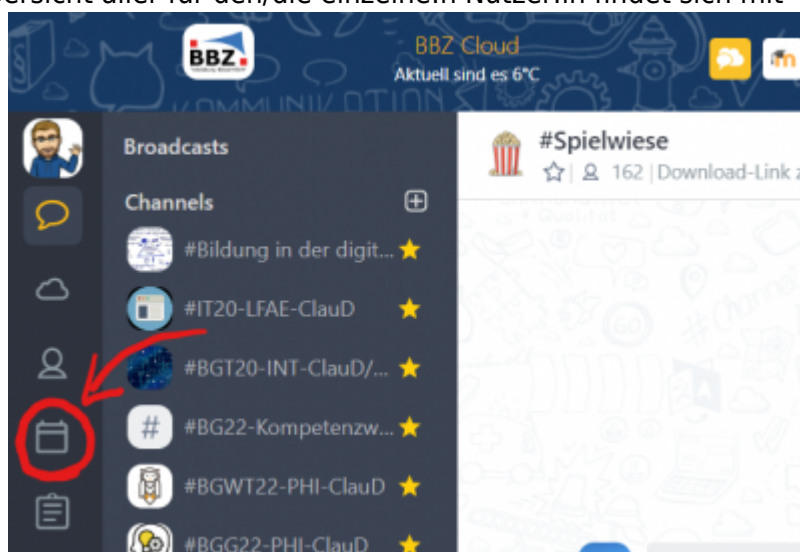 BBZ
BBZ Cloud
Aktuell sind es 6°C
KOMMUNIKATION
Broadcasts
#Spielwiese
162 | Download-Link z
Channels
#Bildung in der digit...
#IT20-LFAE-ClauD
#BGT20-INT-ClauD/...
#BG22-Kompetenzw...
#BGWT22-PHI-ClauD
#BGG22-PHI-ClauD